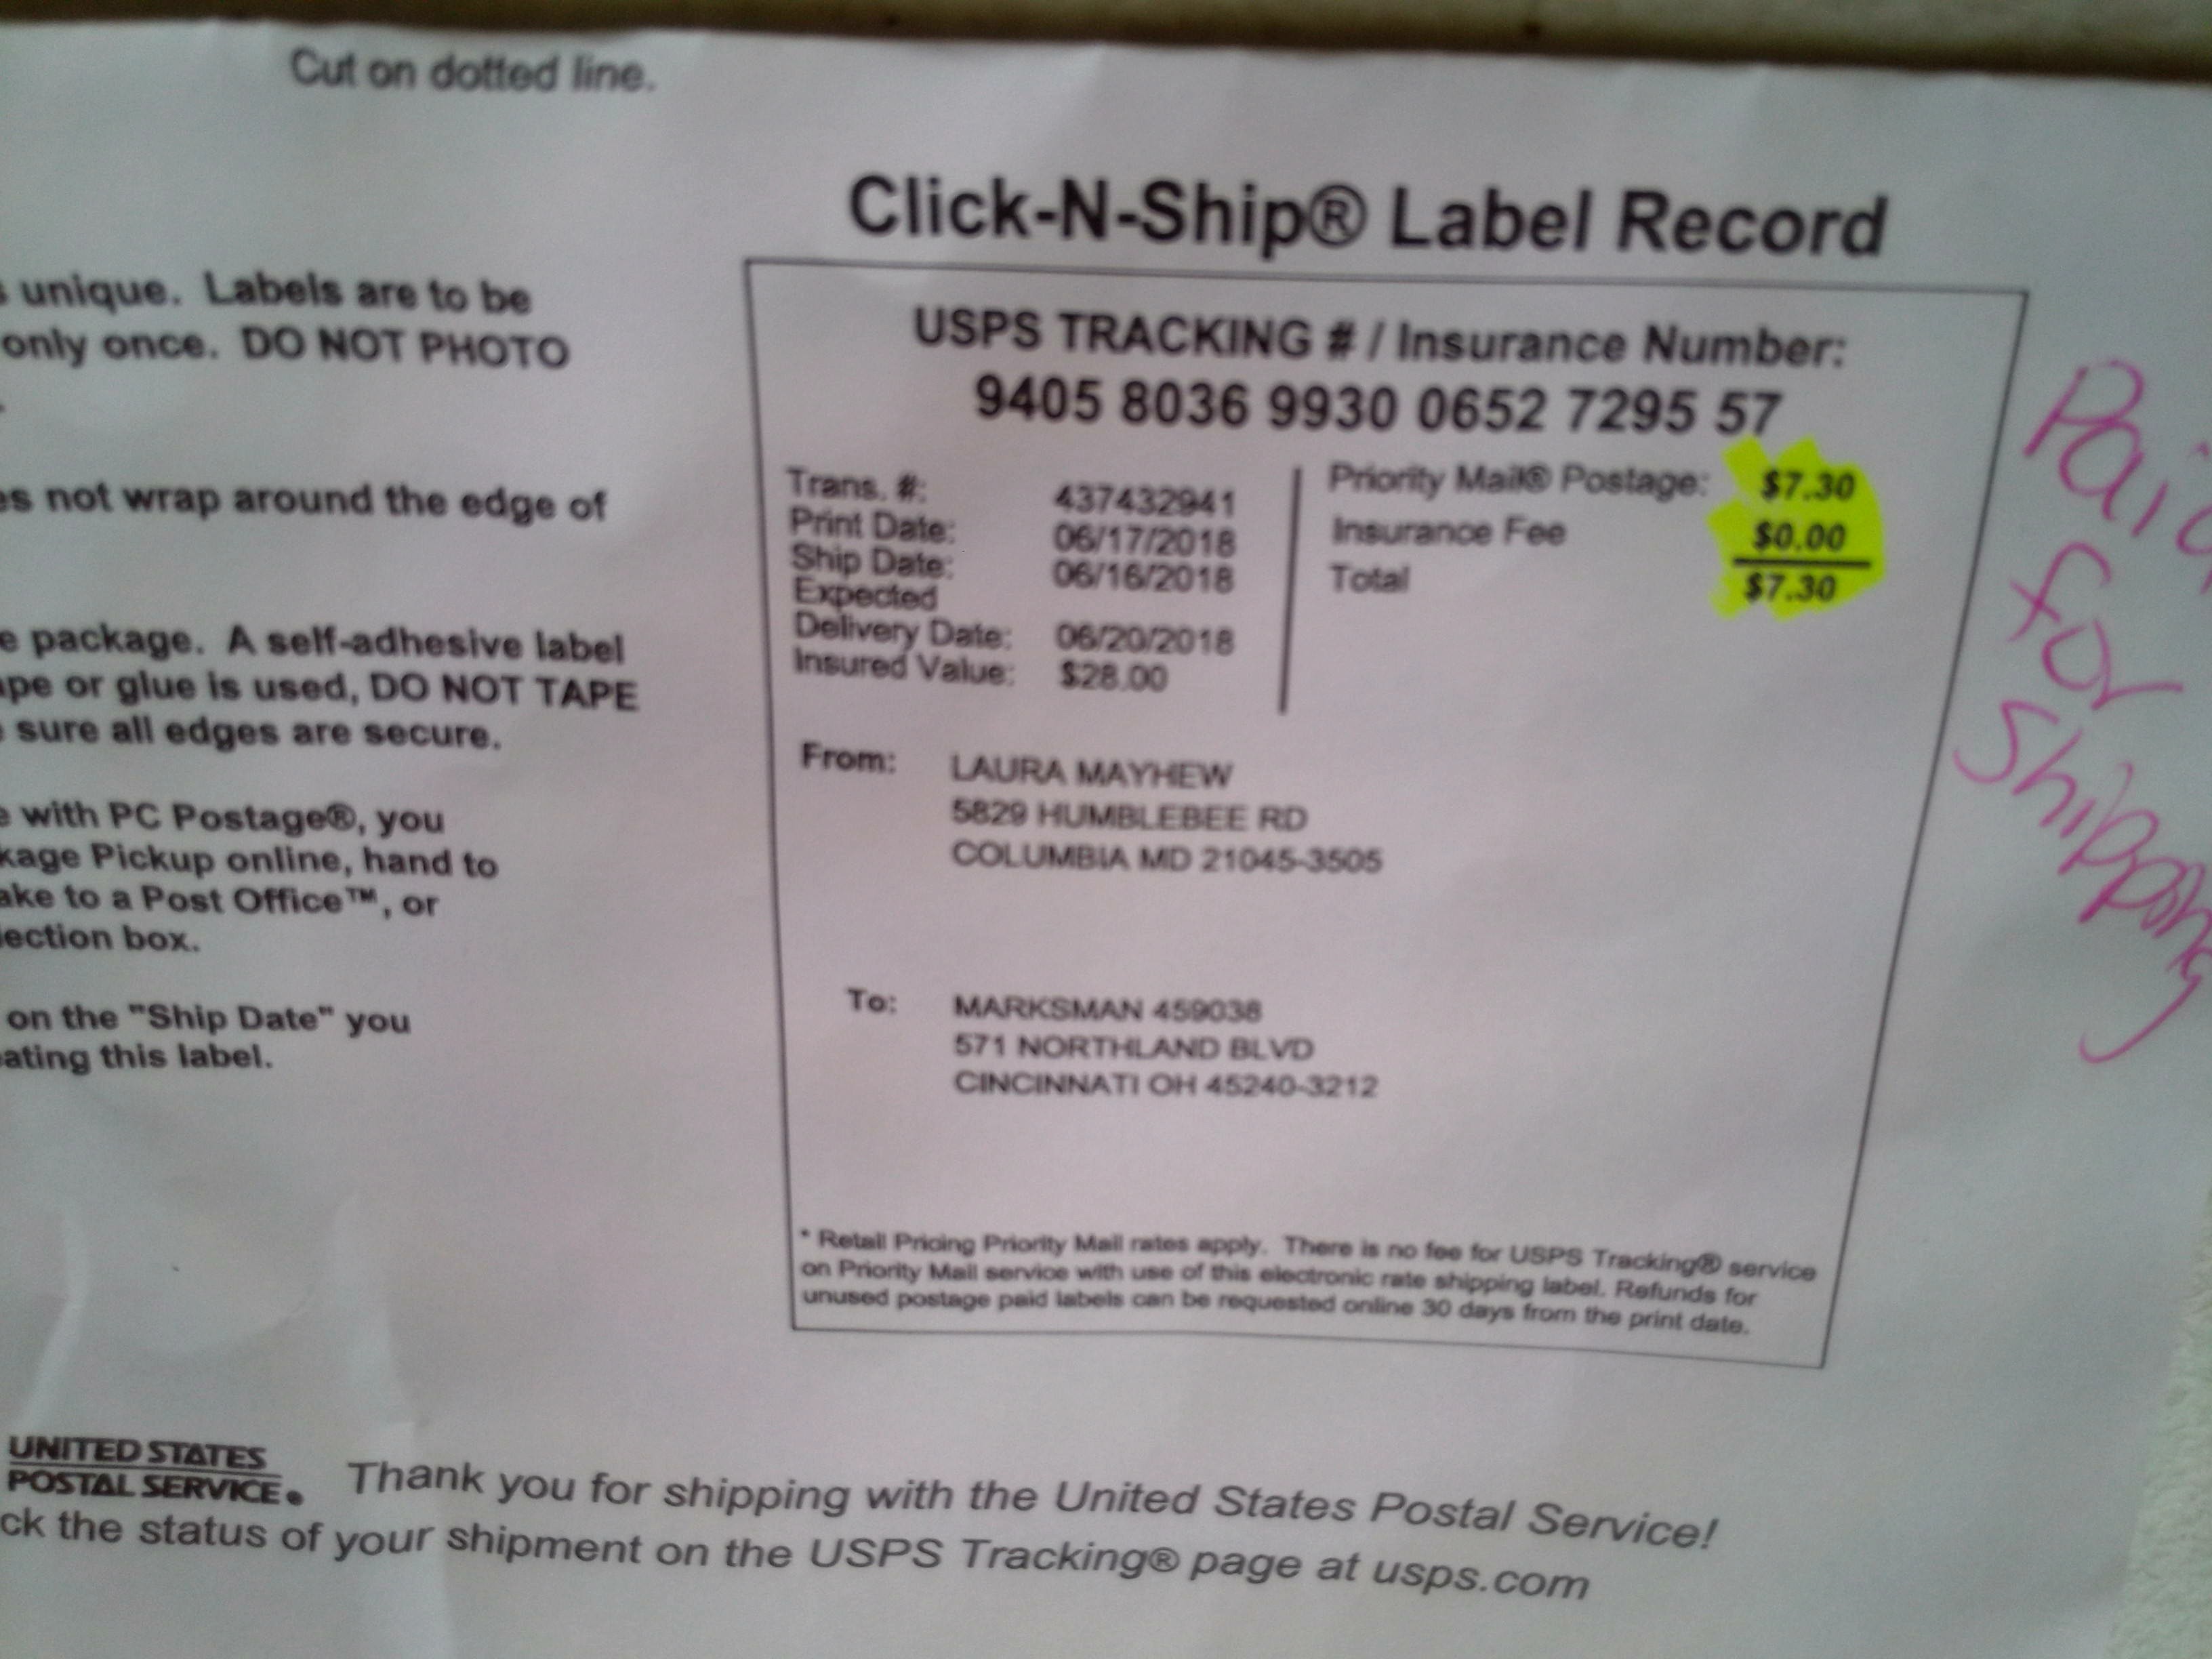 Cut on dotted line.
Click-N-Ship® Label Record
unique. Labels are to be
only once. DO NOT PHOTO
not wrap around the edge of
package. A self-adhesive label
or glue is used, DO NOT TAPE
sure all edges are secure.
with PC Postage®, you
Pickup online, hand to
to a Post Office™, or
box.
on the "Ship Date" you
this label.
USPS TRACKING # / Insurance Number:
9405 8036 9930 0652 7295 57
Trans. #: 437432941
Print Date: 06/17/2018
Ship Date: 06/16/2018
Expected
Delivery Date: 06/20/2018
Insured Value: $28.00
Priority Mail® Postage: $7.30
Insurance Fee $0.00
Total $7.30
From: LAURA MAYHEW
5829 HUMBLEBEE RD
COLUMBIA MD 21045-3505
To: MARKSMAN 459038
571 NORTHLAND BLVD
CINCINNATI OH 45240-3212
* Retail Pricing Priority Mail rates apply. There is no fee for USPS Tracking® service
on Priority Mail service with use of this electronic rate shipping label. Refunds for
unused postage paid labels can be requested online 30 days from the print date.
Paid
for
Shipping
UNITED STATES
POSTAL SERVICE®
Thank you for shipping with the United States Postal Service!
the status of your shipment on the USPS Tracking® page at usps.com